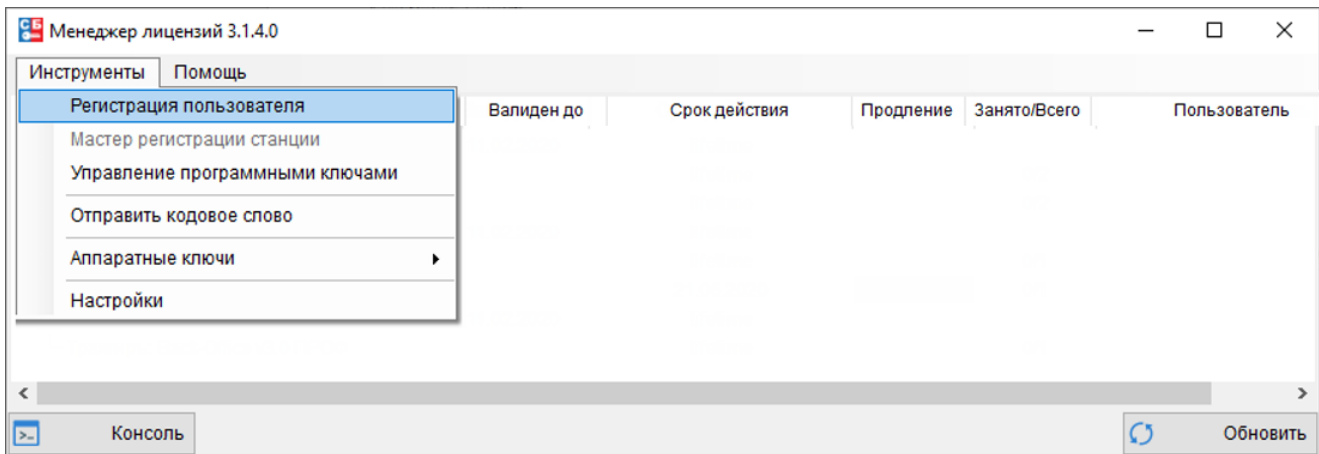 СБ Менеджер лицензий 3.1.4.0
Инструменты Помощь
Регистрация пользователя Валиден до Срок действия Продление Занято/Всего Пользователь
Мастер регистрации станции
Управление программными ключами
Отправить кодовое слово
Аппаратные ключи
Настройки
Консоль Обновить